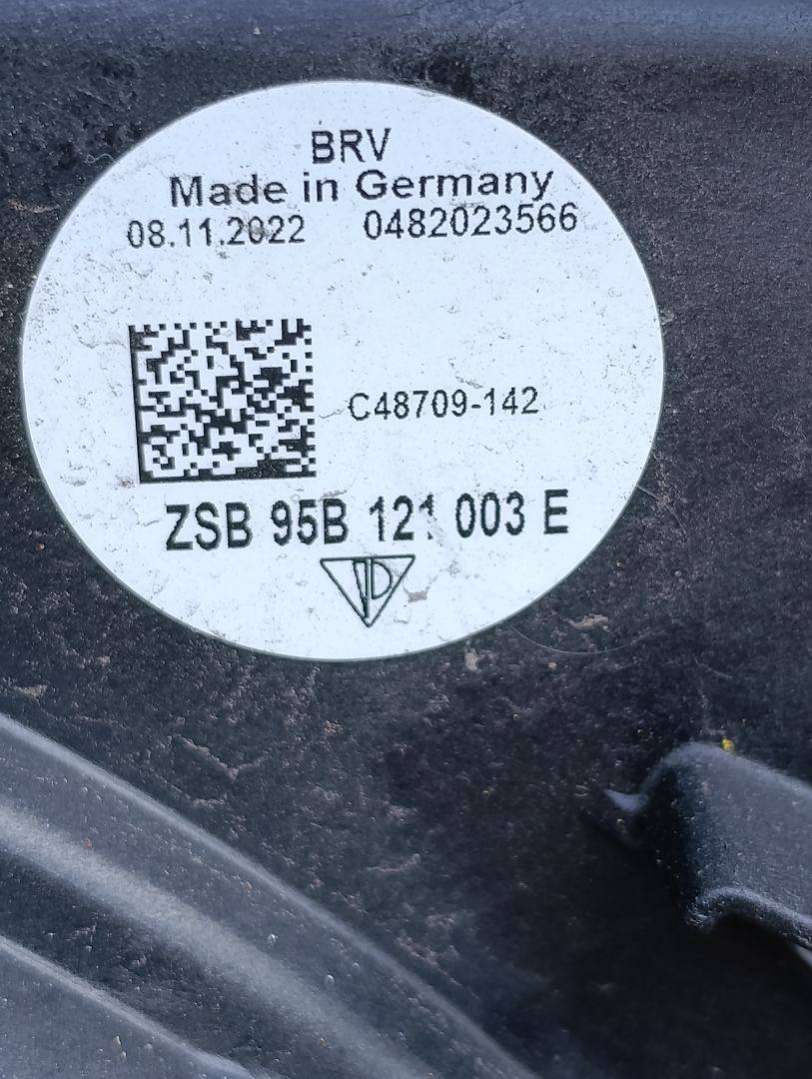 BRV
Made in Germany
08.11.2022 0482023566
C48709-142
ZSB 95B 121 003 E